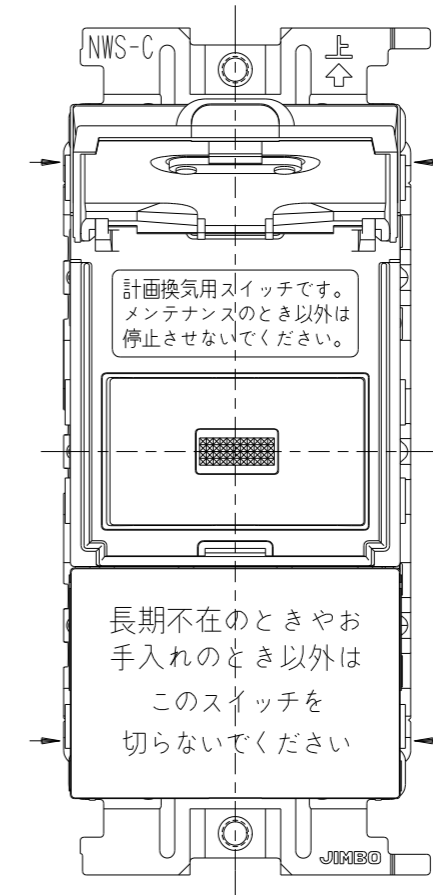 NWS-C
上
計画換気用スイッチです。
メンテナンスのとき以外は
停止させないでください。
長期不在のときやお
手入れのとき以外は
このスイッチを
切らないでください
JIMBO